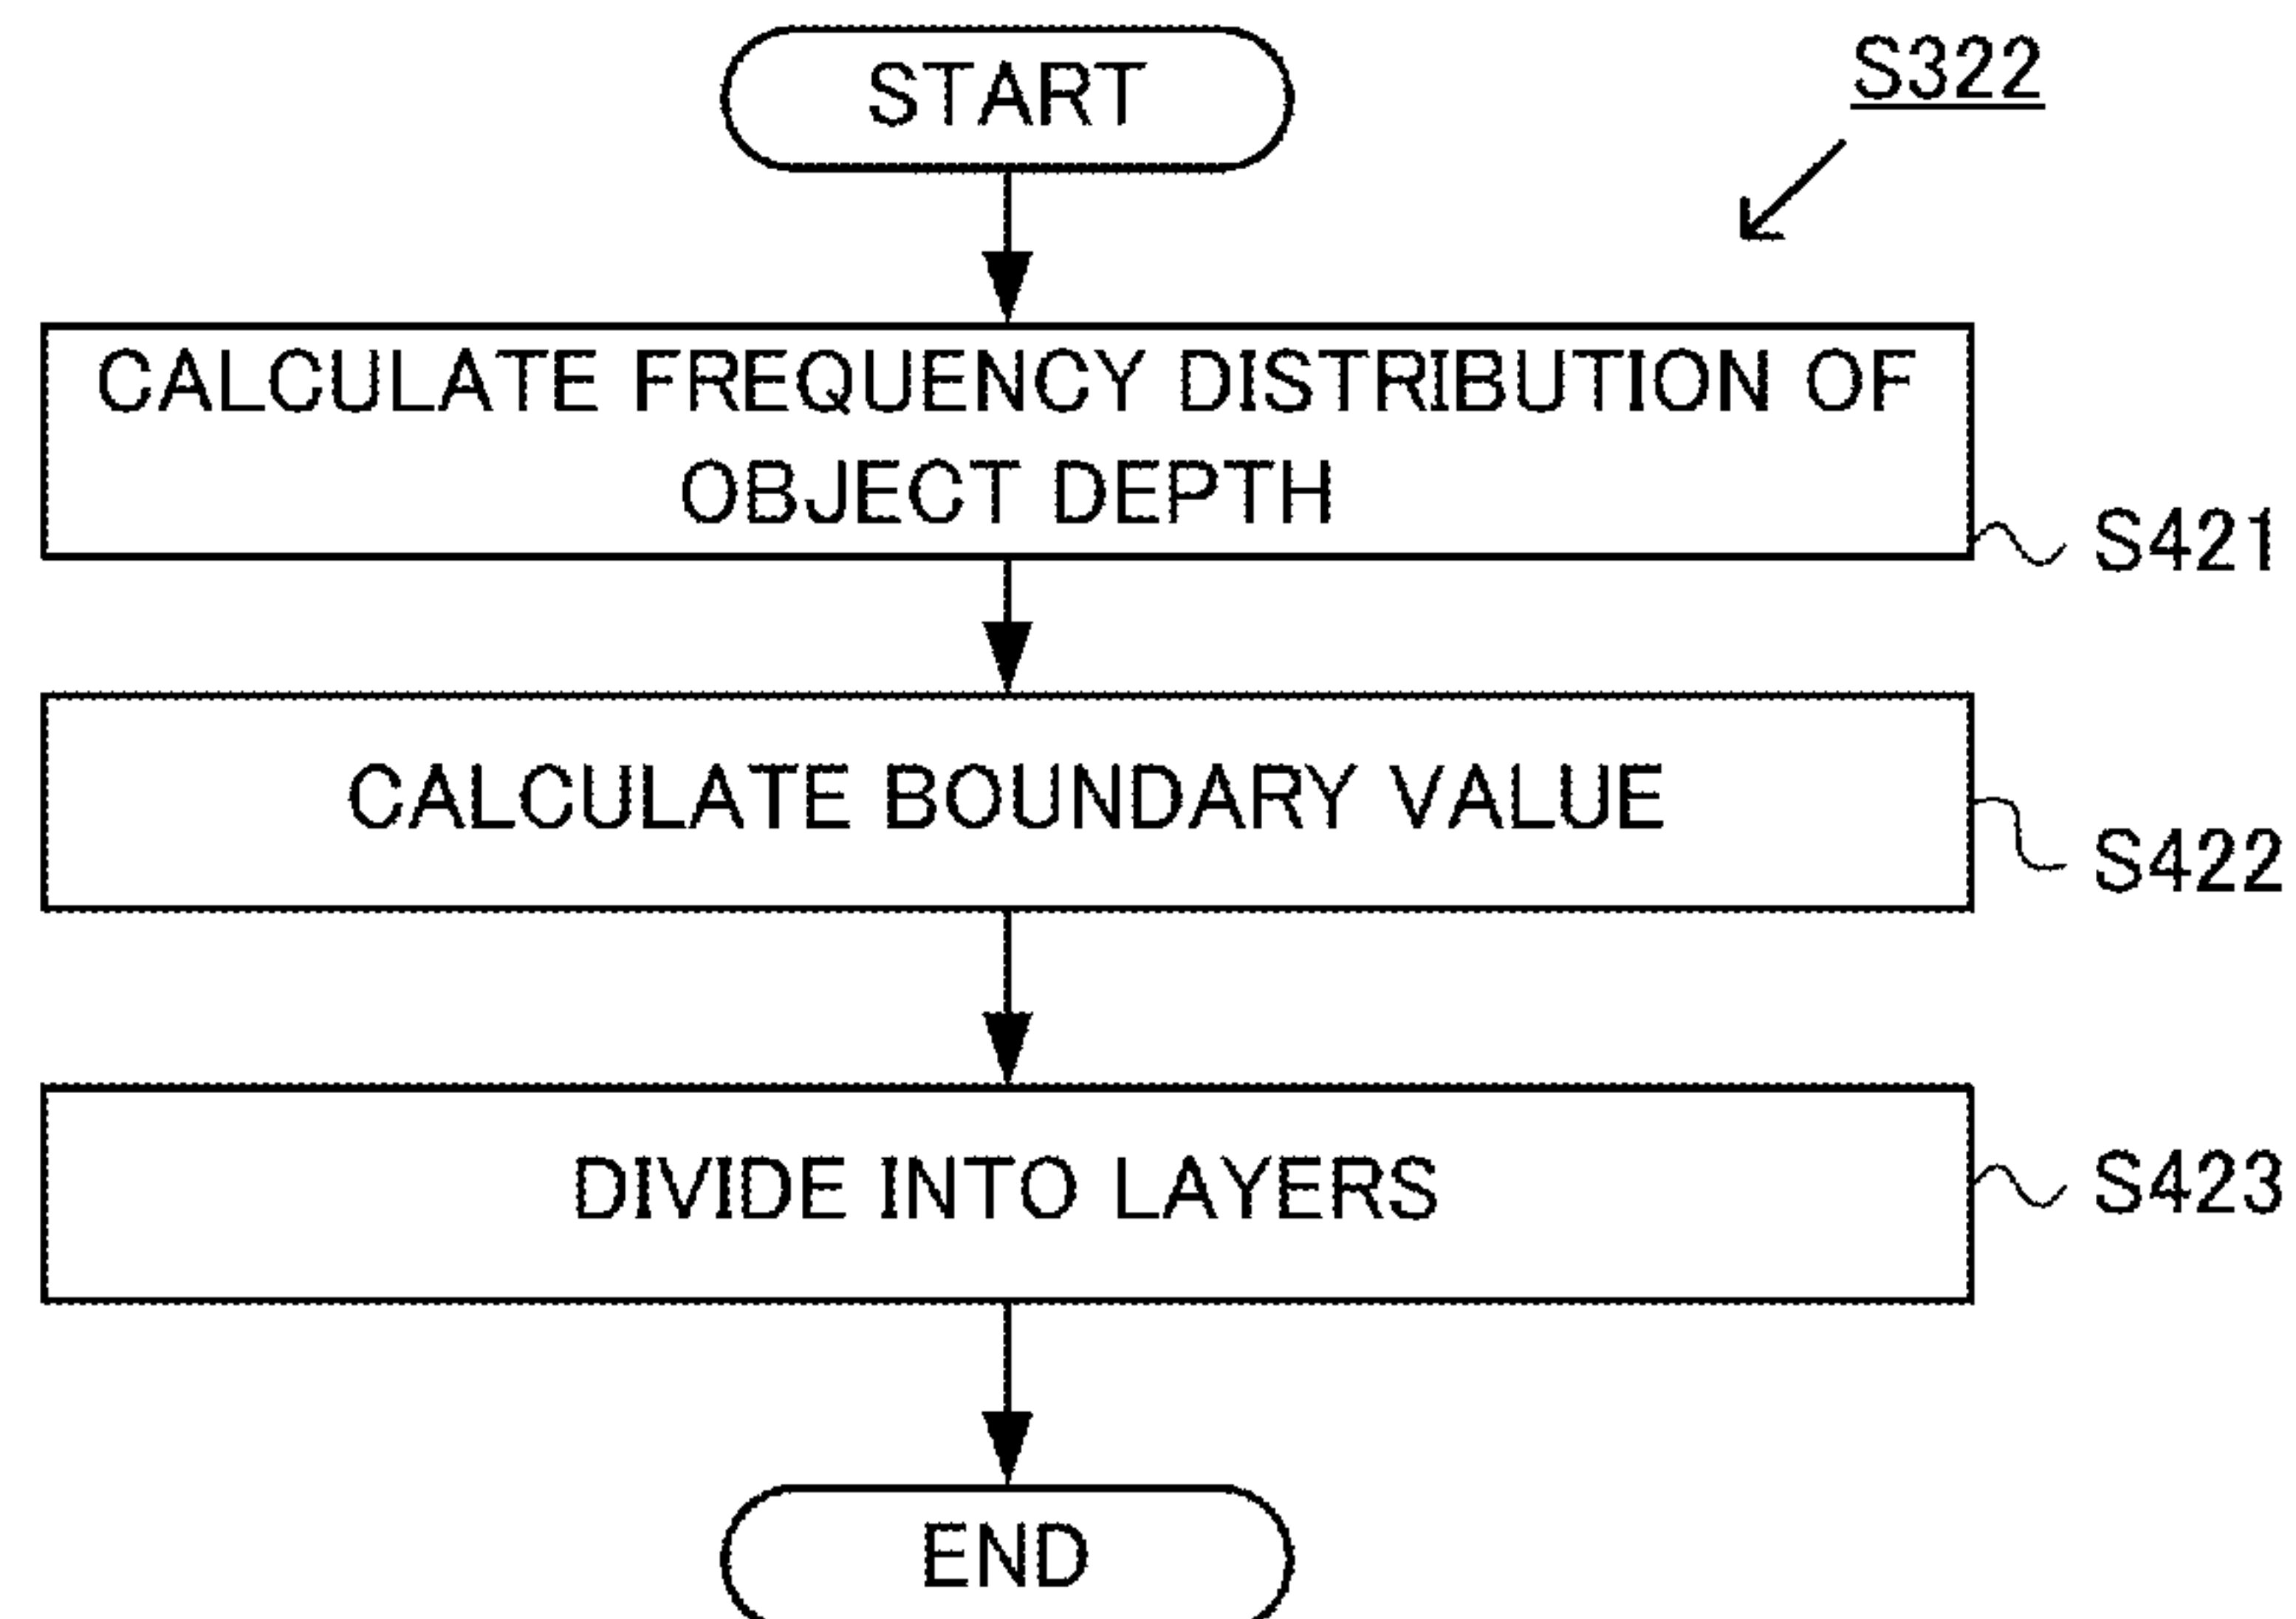 START
S322
CALCULATE FREQUENCY DISTRIBUTION OF
OBJECT DEPTH
S421
CALCULATE BOUNDARY VALUE
S422
DIVIDE INTO LAYERS
S423
END